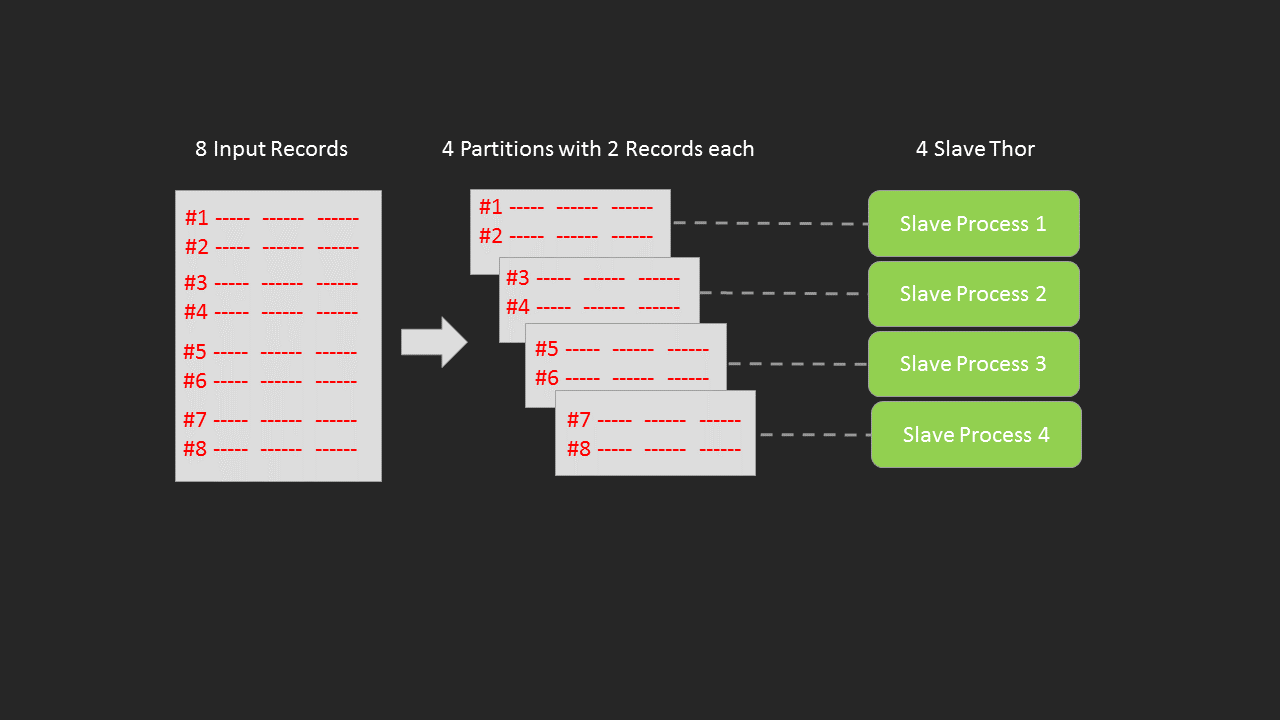 8 Input Records
#1 ----- ------ ------
#2 ----- ------ ------
#3 ----- ------ ------
#4 ----- ------ ------
#5 ----- ------ ------
#6 ----- ------ ------
#7 ----- ------ ------
#8 ----- ------ ------
4 Partitions with 2 Records each
#1 ----- ------ ------
#2 ----- ------ ------
#3 ----- ------ ------
#4 ----- ------ ------
#5 ----- ------ ------
#6 ----- ------ ------
#7 ----- ------ ------
#8 ----- ------ ------
4 Slave Thor
Slave Process 1
Slave Process 2
Slave Process 3
Slave Process 4